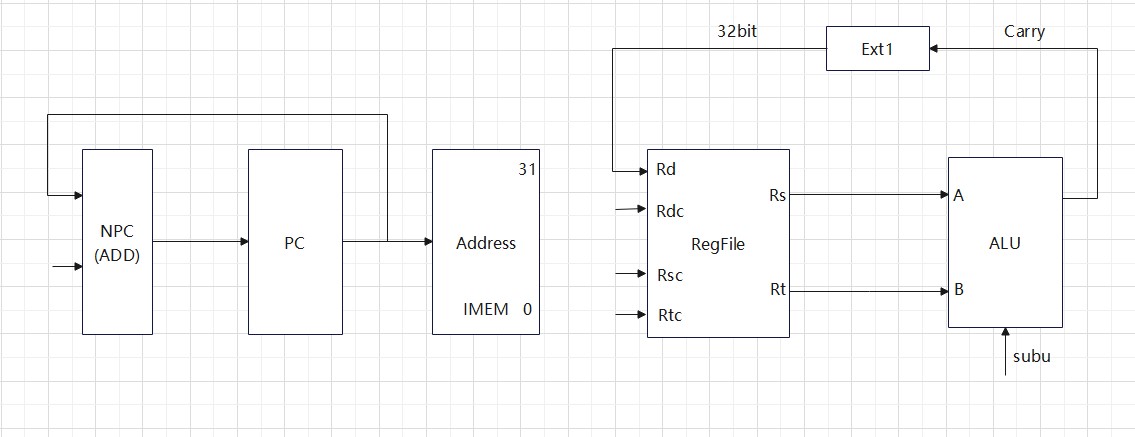 32bit
Ext1
Carry
NPC
(ADD)
PC
31
Address
IMEM 0
Rd
Rdc
Rsc
Rtc
RegFile
Rs
Rt
A
B
ALU
subu